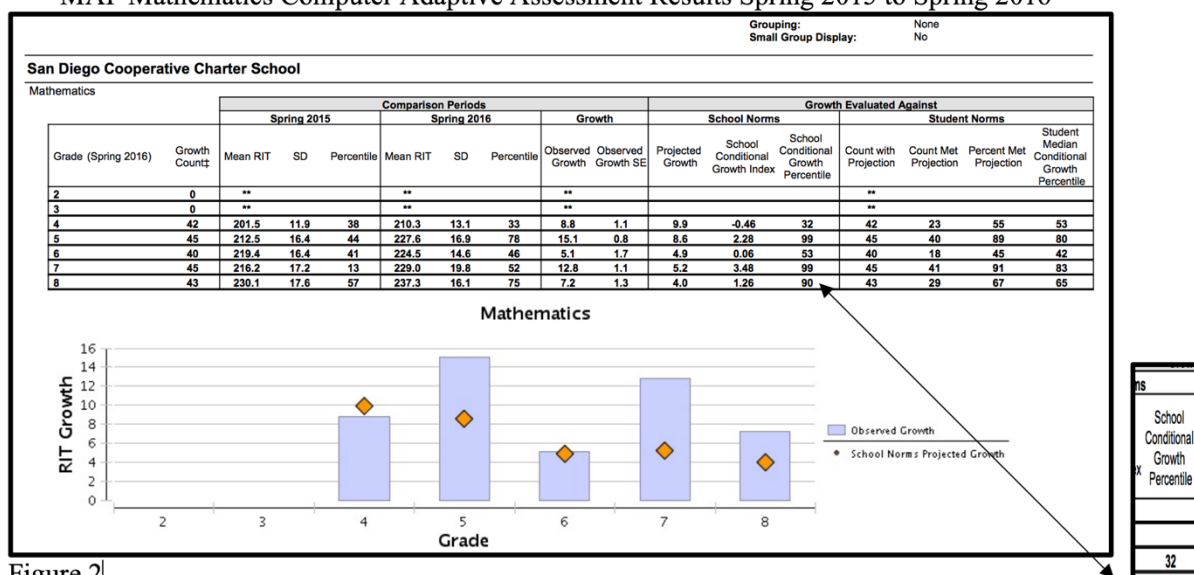 MAP Mathematics Computer Adaptive Assessment Results Spring 2015 to Spring 2016
Grouping: None
Small Group Display: No
San Diego Cooperative Charter School
Mathematics
Comparison Periods Growth Evaluated Against
Spring 2015 Spring 2016 Growth School Norms Student Norms
Grade (Spring 2016) Growth Count‡ Mean RIT SD Percentile Mean RIT SD Percentile Observed Growth Observed Growth SE Projected Growth School Conditional Growth Index School Conditional Growth Percentile Count with Projection Count Met Projection Percent Met Projection Student Median Conditional Growth Percentile
2 0 ** ** ** **
3 0 ** ** ** **
4 42 201.5 11.9 38 210.3 13.1 33 8.8 1.1 9.9 -0.46 32 42 23 55 53
5 45 212.5 16.4 44 227.6 16.9 78 15.1 0.8 8.6 2.28 99 45 40 89 80
6 40 219.4 16.4 41 224.5 14.6 46 5.1 1.7 4.9 0.06 53 40 18 45 42
7 45 216.2 17.2 13 229.0 19.8 52 12.8 1.1 5.2 3.48 99 45 41 91 83
8 43 230.1 17.6 57 237.3 16.1 75 7.2 1.3 4.0 1.26 90 43 29 67 65
Mathematics
16
14
12
10
8
6
4
2
0
RIT Growth
2 3 4 5 6 7 8
Grade
Observed Growth
School Norms Projected Growth
ns
School
Conditional
Growth
ex Percentile
32
Figure 2